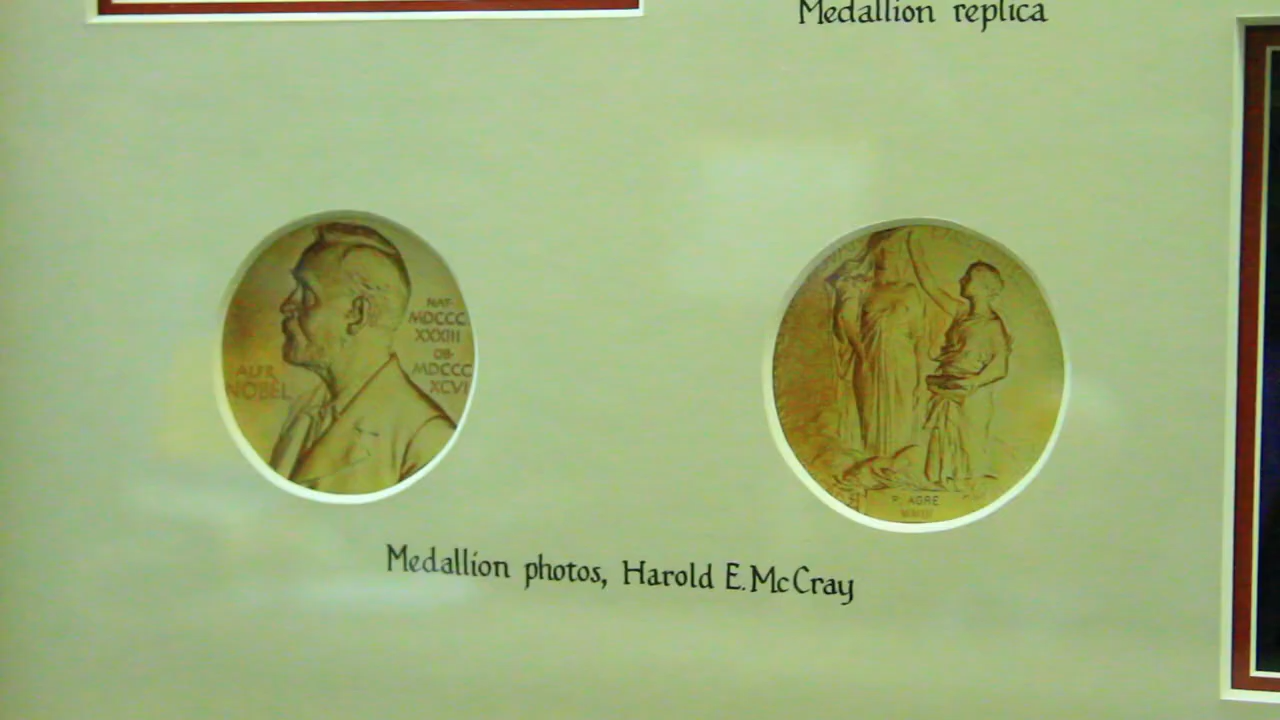 Medallion replica
NAT-
MDCCC
XXXIII
OB-
MDCCC
XCVI
ALFR
NOBEL
P. AGRE
Medallion photos, Harold E. McCray